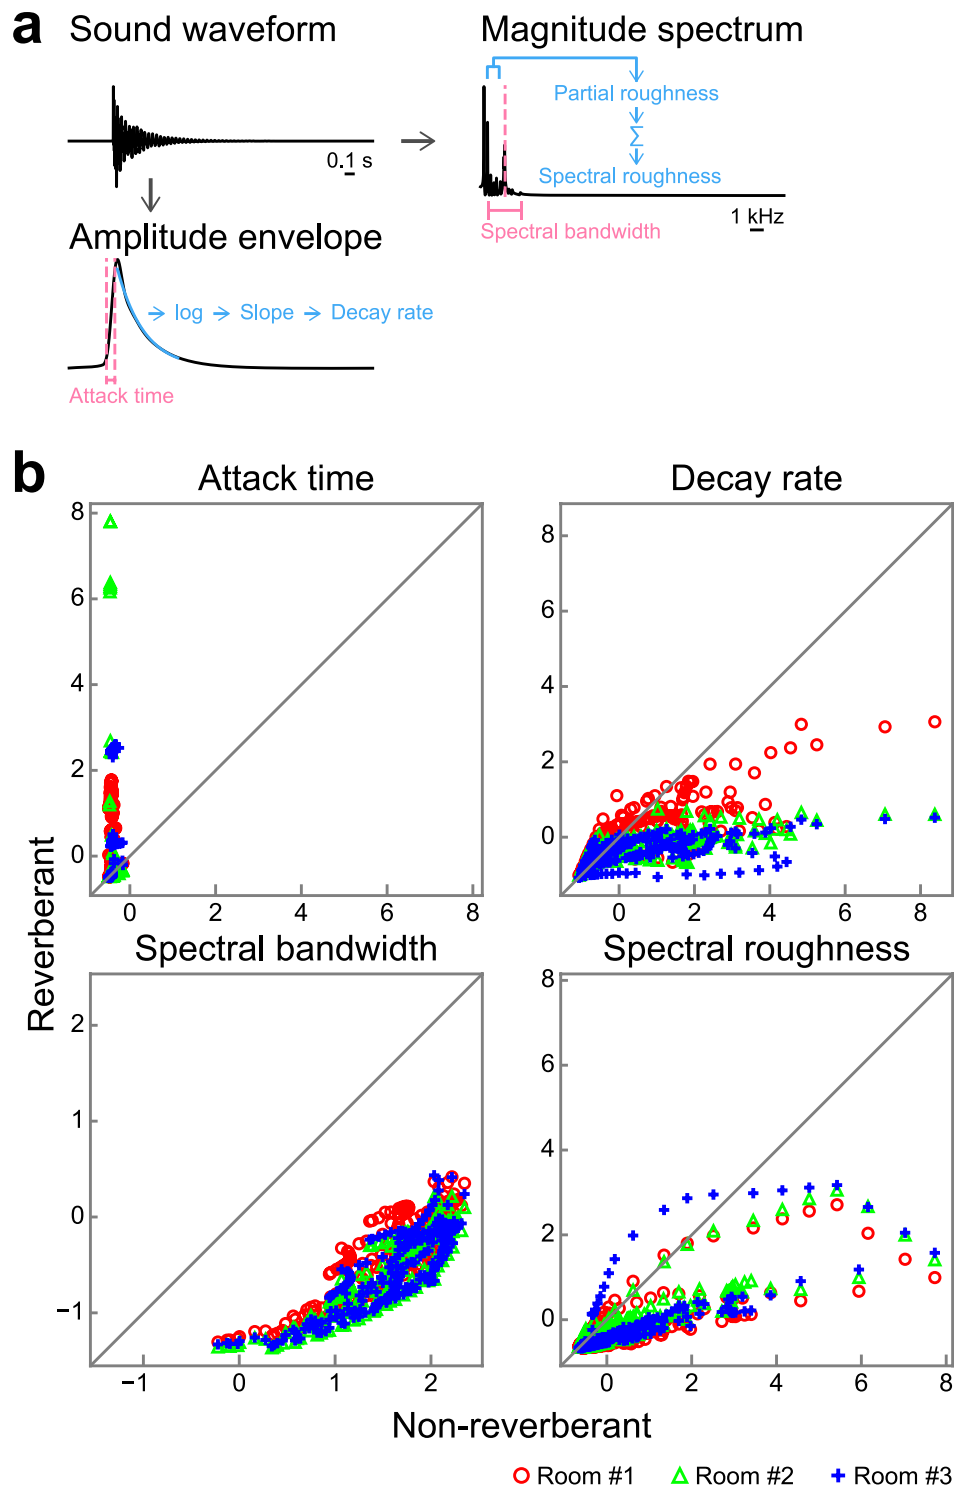 a
Sound waveform
Magnitude spectrum
Partial roughness
Σ
Spectral roughness
0.1 s
1 kHz
Spectral bandwidth
Amplitude envelope
log
Slope
Decay rate
Attack time
b
Attack time
Decay rate
8
6
4
2
0
0 2 4 6 8
8
6
4
2
0
0 2 4 6 8
Spectral bandwidth
Spectral roughness
2
1
0
−1
−1 0 1 2
8
6
4
2
0
0 2 4 6 8
Reverberant
Non-reverberant
Room #1
Room #2
Room #3